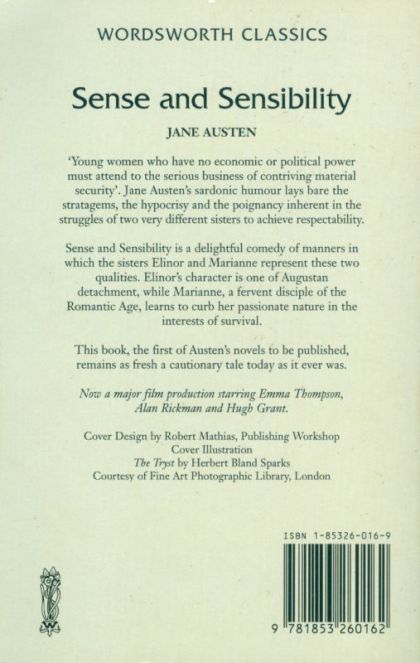 WORDSWORTH CLASSICS
Sense and Sensibility
JANE AUSTEN
'Young women who have no economic or political power
must attend to the serious business of contriving material
security'. Jane Austen's sardonic humour lays bare the
stratagems, the hypocrisy and the poignancy inherent in the
struggles of two very different sisters to achieve respectability.
Sense and Sensibility is a delightful comedy of manners in
which the sisters Elinor and Marianne represent these two
qualities. Elinor's character is one of Augustan
detachment, while Marianne, a fervent disciple of the
Romantic Age, learns to curb her passionate nature in the
interests of survival.
This book, the first of Austen's novels to be published,
remains as fresh a cautionary tale today as it ever was.
Now a major film production starring Emma Thompson,
Alan Rickman and Hugh Grant.
Cover Design by Robert Mathias, Publishing Workshop
Cover Illustration
The Tryst by Herbert Bland Sparks
Courtesy of Fine Art Photographic Library, London
ISBN 1-85326-016-9
9 781853 260162
W